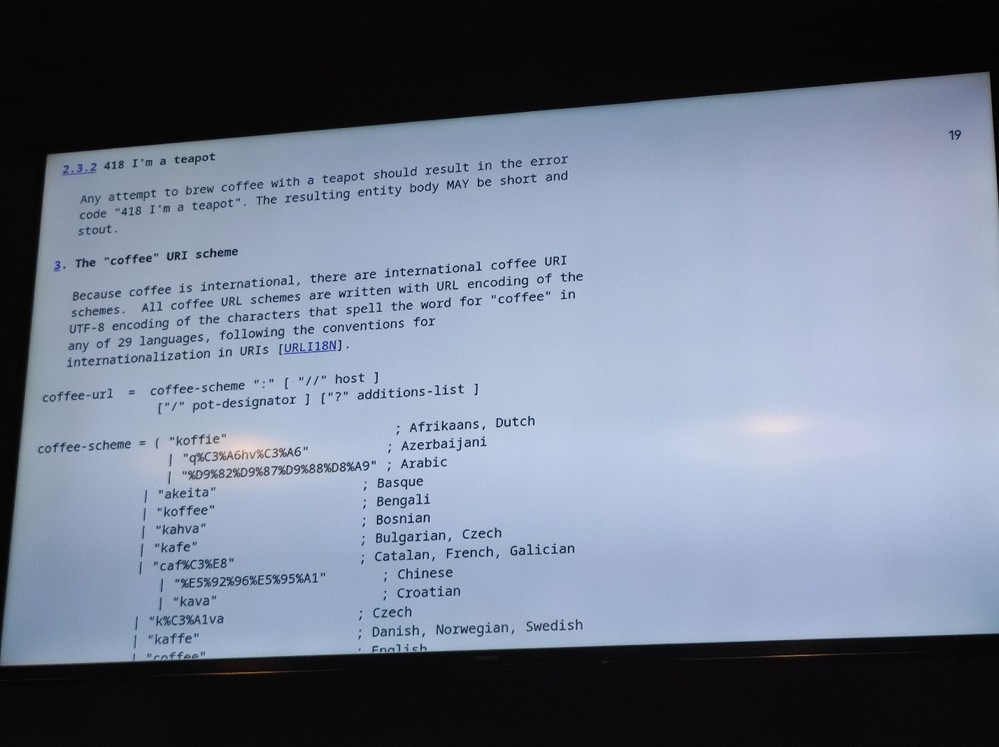 19
2.3.2 418 I'm a teapot
Any attempt to brew coffee with a teapot should result in the error
code "418 I'm a teapot". The resulting entity body MAY be short and
stout.
3. The "coffee" URI scheme
Because coffee is international, there are international coffee URI
schemes.  All coffee URL schemes are written with URL encoding of the
UTF-8 encoding of the characters that spell the word for "coffee" in
any of 29 languages, following the conventions for
internationalization in URIs [URLI18N].
coffee-url  =  coffee-scheme ":" [ "//" host ]
["/" pot-designator ] ["?" additions-list ]
coffee-scheme = ( "koffie" ; Afrikaans, Dutch
| "q%C3%A6hv%C3%A6" ; Azerbaijani
| "%D9%82%D9%87%D9%88%D8%A9" ; Arabic
| "akeita" ; Basque
| "koffee" ; Bengali
| "kahva" ; Bosnian
| "kafe" ; Bulgarian, Czech
| "caf%C3%E8" ; Catalan, French, Galician
| "%E5%92%96%E5%95%A1" ; Chinese
| "kava" ; Croatian
| "k%C3%A1va ; Czech
| "kaffe" ; Danish, Norwegian, Swedish
| "coffee" ; English